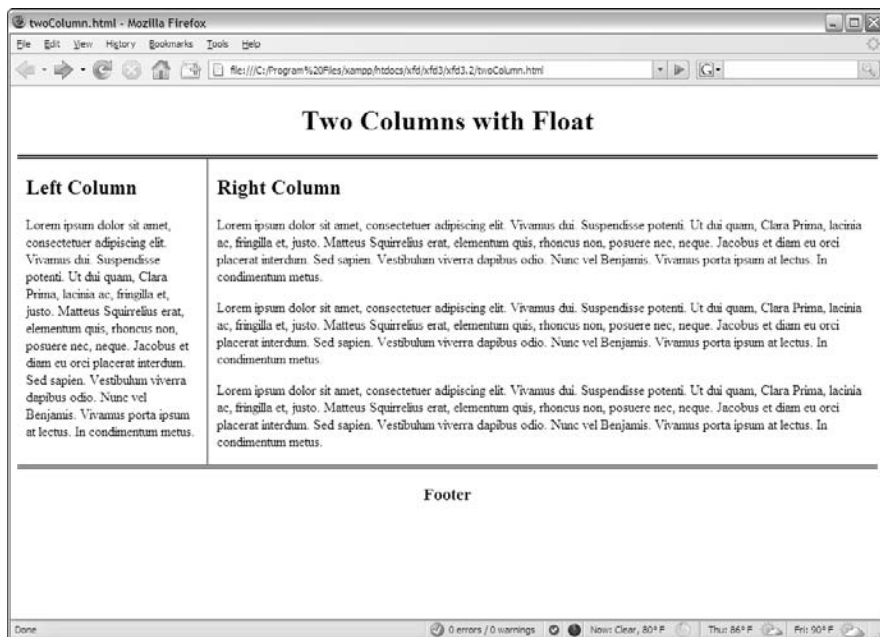 twoColumn.html - Mozilla Firefox
File Edit View History Bookmarks Tools Help
file:///C:/Program%20Files/xampp/htdocs/xfd/xfd3/xfd3.2/twoColumn.html
G
Two Columns with Float
Left Column
Lorem ipsum dolor sit amet,
consectetuer adipiscing elit.
Vivamus dui. Suspendisse
potenti. Ut dui quam, Clara
Prima, lacinia ac, fringilla et,
justo. Matteus Squirrelius erat,
elementum quis, rhoncus non,
posuere nec, neque. Jacobus et
diam eu orci placerat interdum.
Sed sapien. Vestibulum viverra
dapibus odio. Nunc vel
Benjamis. Vivamus porta ipsum
at lectus. In condimentum metus.
Right Column
Lorem ipsum dolor sit amet, consectetuer adipiscing elit. Vivamus dui. Suspendisse potenti. Ut dui quam, Clara Prima, lacinia
ac, fringilla et, justo. Matteus Squirrelius erat, elementum quis, rhoncus non, posuere nec, neque. Jacobus et diam eu orci
placerat interdum. Sed sapien. Vestibulum viverra dapibus odio. Nunc vel Benjamis. Vivamus porta ipsum at lectus. In
condimentum metus.
Lorem ipsum dolor sit amet, consectetuer adipiscing elit. Vivamus dui. Suspendisse potenti. Ut dui quam, Clara Prima, lacinia
ac, fringilla et, justo. Matteus Squirrelius erat, elementum quis, rhoncus non, posuere nec, neque. Jacobus et diam eu orci
placerat interdum. Sed sapien. Vestibulum viverra dapibus odio. Nunc vel Benjamis. Vivamus porta ipsum at lectus. In
condimentum metus.
Lorem ipsum dolor sit amet, consectetuer adipiscing elit. Vivamus dui. Suspendisse potenti. Ut dui quam, Clara Prima, lacinia
ac, fringilla et, justo. Matteus Squirrelius erat, elementum quis, rhoncus non, posuere nec, neque. Jacobus et diam eu orci
placerat interdum. Sed sapien. Vestibulum viverra dapibus odio. Nunc vel Benjamis. Vivamus porta ipsum at lectus. In
condimentum metus.
Footer
Done 0 errors / 0 warnings Now: Clear, 80° F Thu: 86° F Fri: 90° F